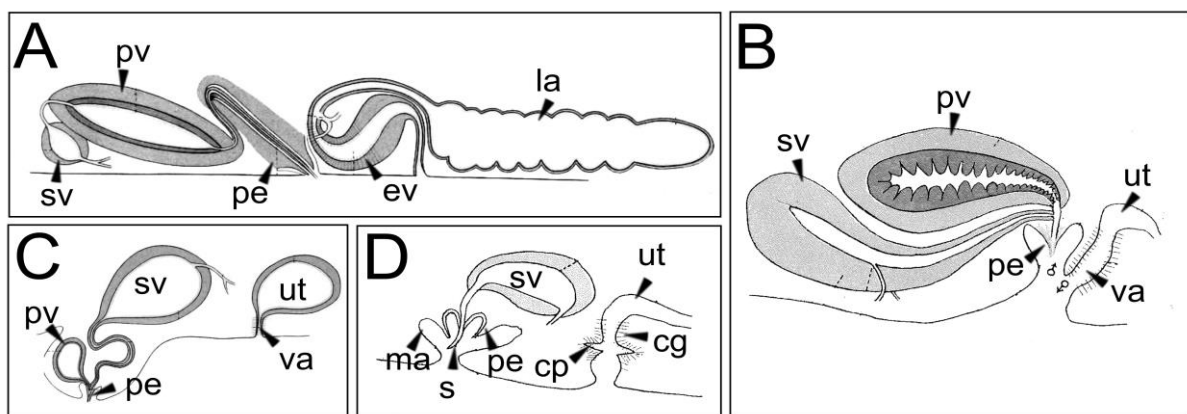 A
pv
la
sv
pe
ev
B
pv
sv
ut
pe
♂
♀
va
C
sv
ut
pv
va
pe
D
sv
ut
ma
pe
cp
cg
s